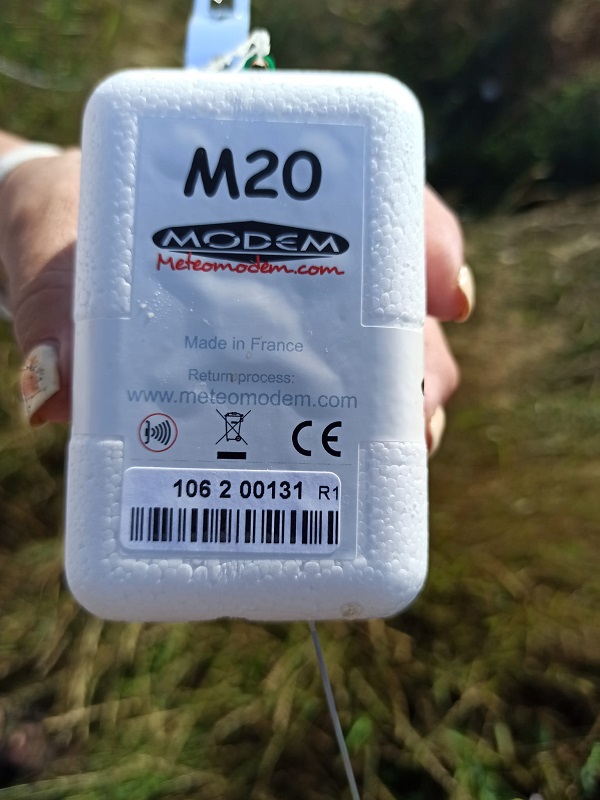 M20
MODEM
Meteomodem.com
Made in France
Return process:
www.meteomodem.com
CE
106 2 00131 R1